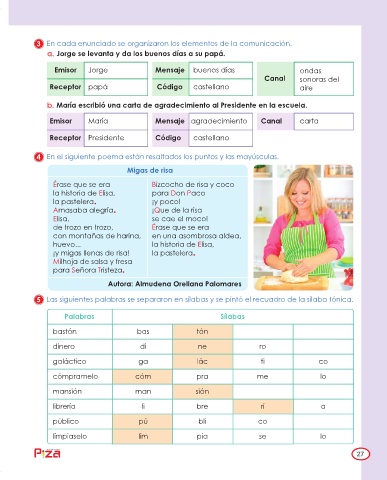 3 En cada enunciado se organizaron los elementos de la comunicación.
a. Jorge se levanta y da los buenos días a su papá.
Emisor Jorge Mensaje buenos días Canal ondas sonoras del aire
Receptor papá Código castellano
b. María escribió una carta de agradecimiento al Presidente en la escuela.
Emisor María Mensaje agradecimiento Canal carta
Receptor Presidente Código castellano
4 En el siguiente poema están resaltados los puntos y las mayúsculas.
Migas de risa
Érase que se era
la historia de Elisa,
la pastelera.
Amasaba alegría.
Elisa,
de trozo en trozo,
con montañas de harina,
huevo...
¡y migas llenas de risa!
Milhoja de salsa y fresa
para Señora Tristeza.
Bizcocho de risa y coco
para Don Paco
¡y poco!
¡Que de la risa
se cae el moco!
Érase que se era
en una asombrosa aldea,
la historia de Elisa,
la pastelera.
Autora: Almudena Orellana Palomares
5 Las siguientes palabras se separaron en sílabas y se pintó el recuadro de la sílaba tónica.
Palabras Sílabas
bastón bas tón
dinero di ne ro
galáctico ga lác ti co
cómpramelo cóm pra me lo
mansión man sión
librería li bre rí a
público pú bli co
límpiaselo lím pia se lo
Pizá 27